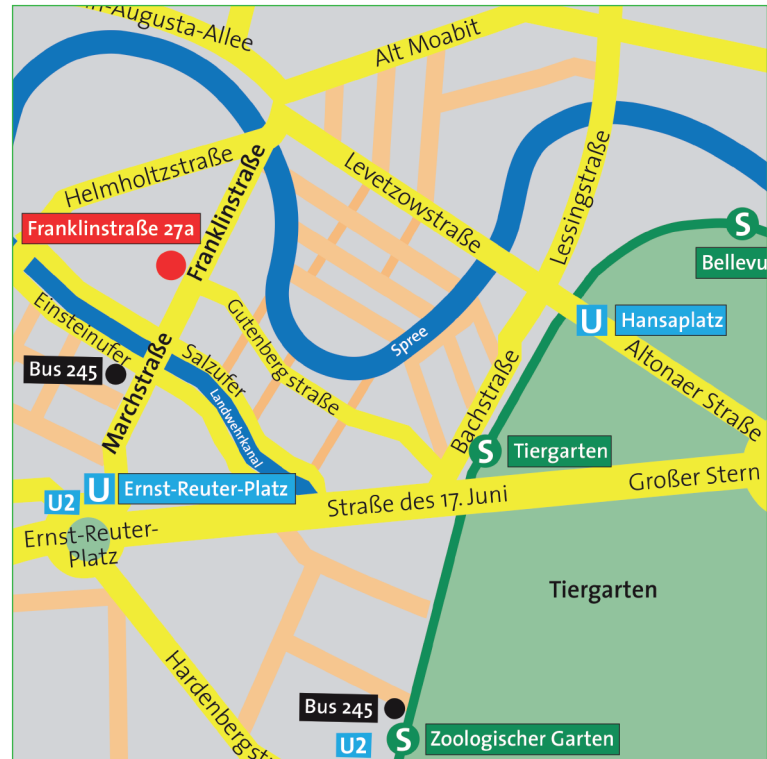 n-Augusta-Allee
Alt Moabit
Helmholtzstraße
Franklinstraße
Levetzowstraße
Lessingstraße
Franklinstraße 27a
S
Bellevu
Einsteinufer
Gutenbergstraße
U
Hansaplatz
Spree
Bus 245
Marchstraße
Salzufer
Landwehrkanal
Bachstraße
Altonaer Straße
S
Tiergarten
U2
U
Ernst-Reuter-Platz
Straße des 17. Juni
Großer Stern
Ernst-Reuter-
Platz
Tiergarten
Hardenbergstr
Bus 245
U2
S
Zoologischer Garten